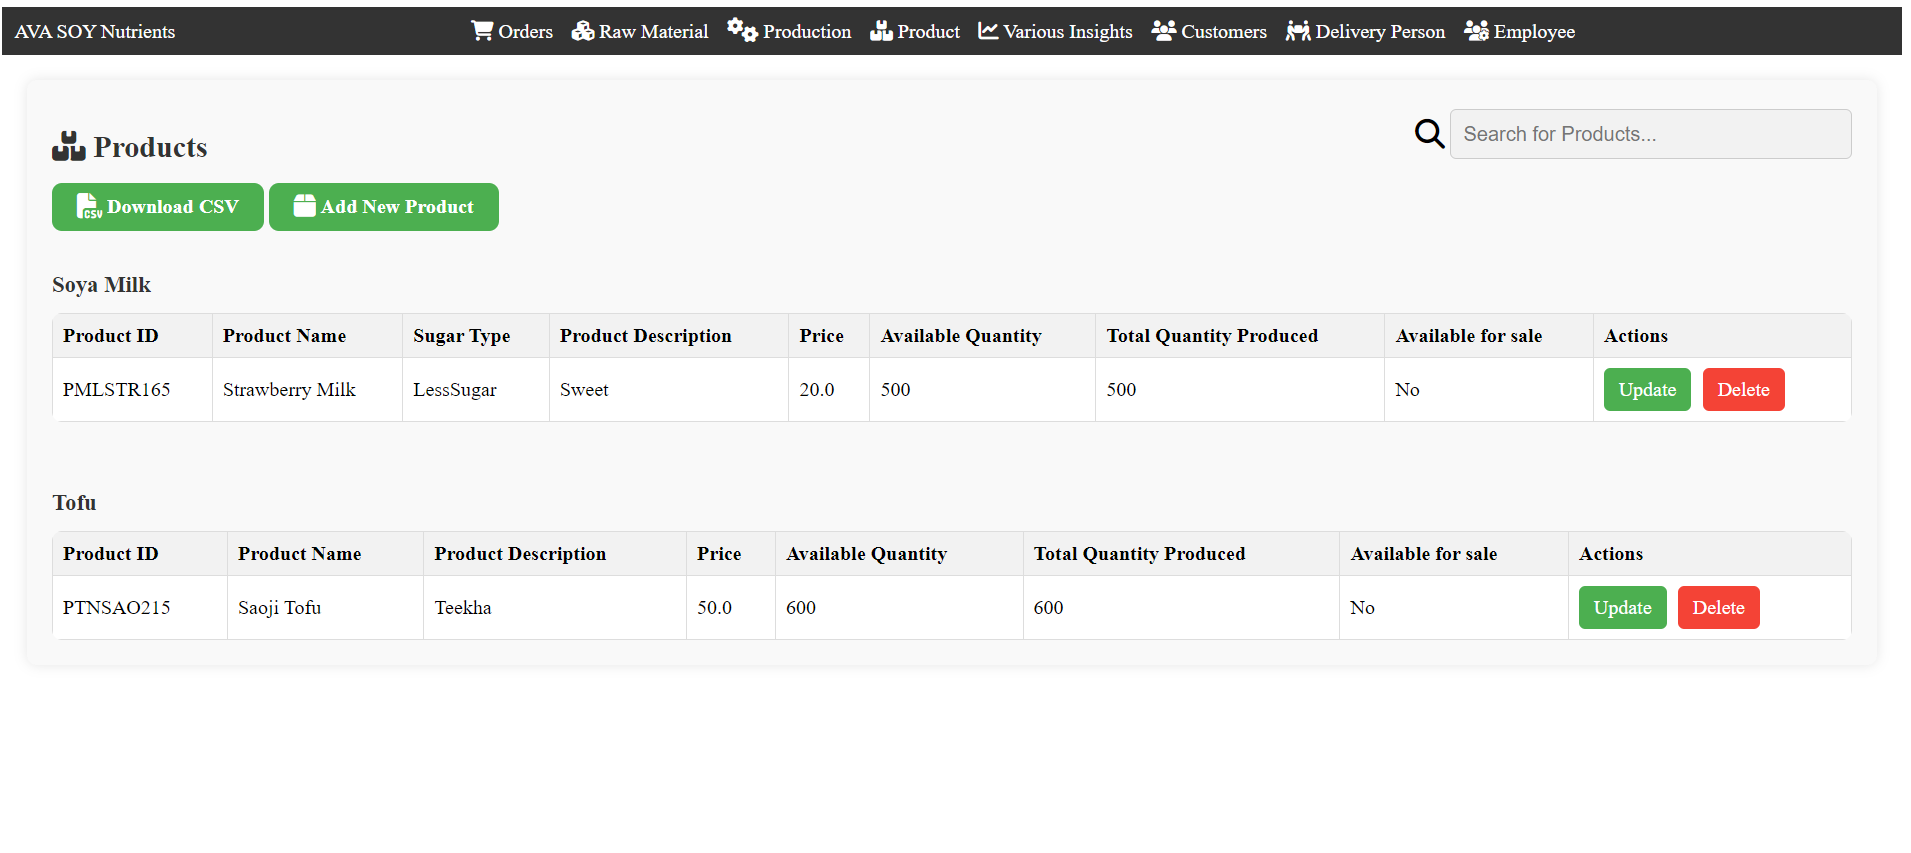 AVA SOY Nutrients Orders Raw Material Production Product Various Insights Customers Delivery Person Employee
Search for Products...
Products
CSV Download CSV Add New Product
Soya Milk
Product ID Product Name Sugar Type Product Description Price Available Quantity Total Quantity Produced Available for sale Actions
PMLSTR165 Strawberry Milk LessSugar Sweet 20.0 500 500 No Update Delete
Tofu
Product ID Product Name Product Description Price Available Quantity Total Quantity Produced Available for sale Actions
PTNSAO215 Saoji Tofu Teekha 50.0 600 600 No Update Delete